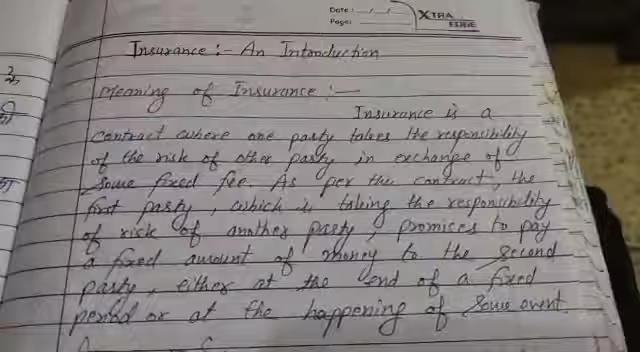 Date: / /
Page:
XTRA
EDGE
Insurance :- An Introduction
Meaning of Insurance :—
Insurance is a
contract where one party takes the responsibility
of the risk of other party in exchange of
some fixed fee. As per the contract, the
first party, which is taking the responsibility
of risk of another party, promises to pay
a fixed amount of money to the second
party, either at the end of a fixed
period or at the happening of some event.